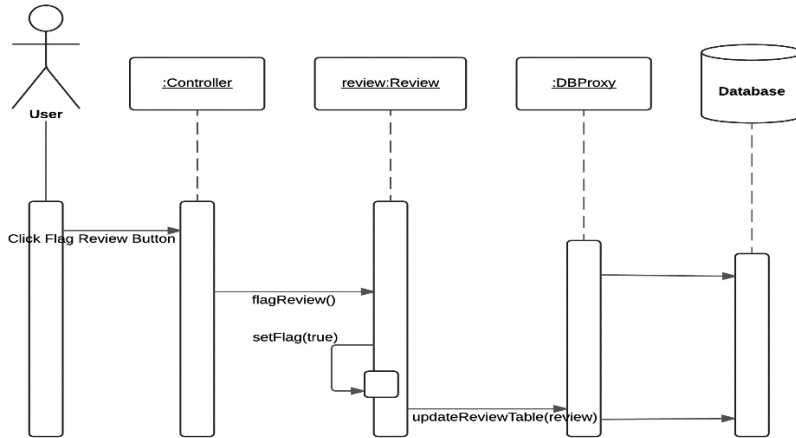 :Controller
review:Review
:DBProxy
Database
User
Click Flag Review Button
flagReview()
setFlag(true)
updateReviewTable(review)